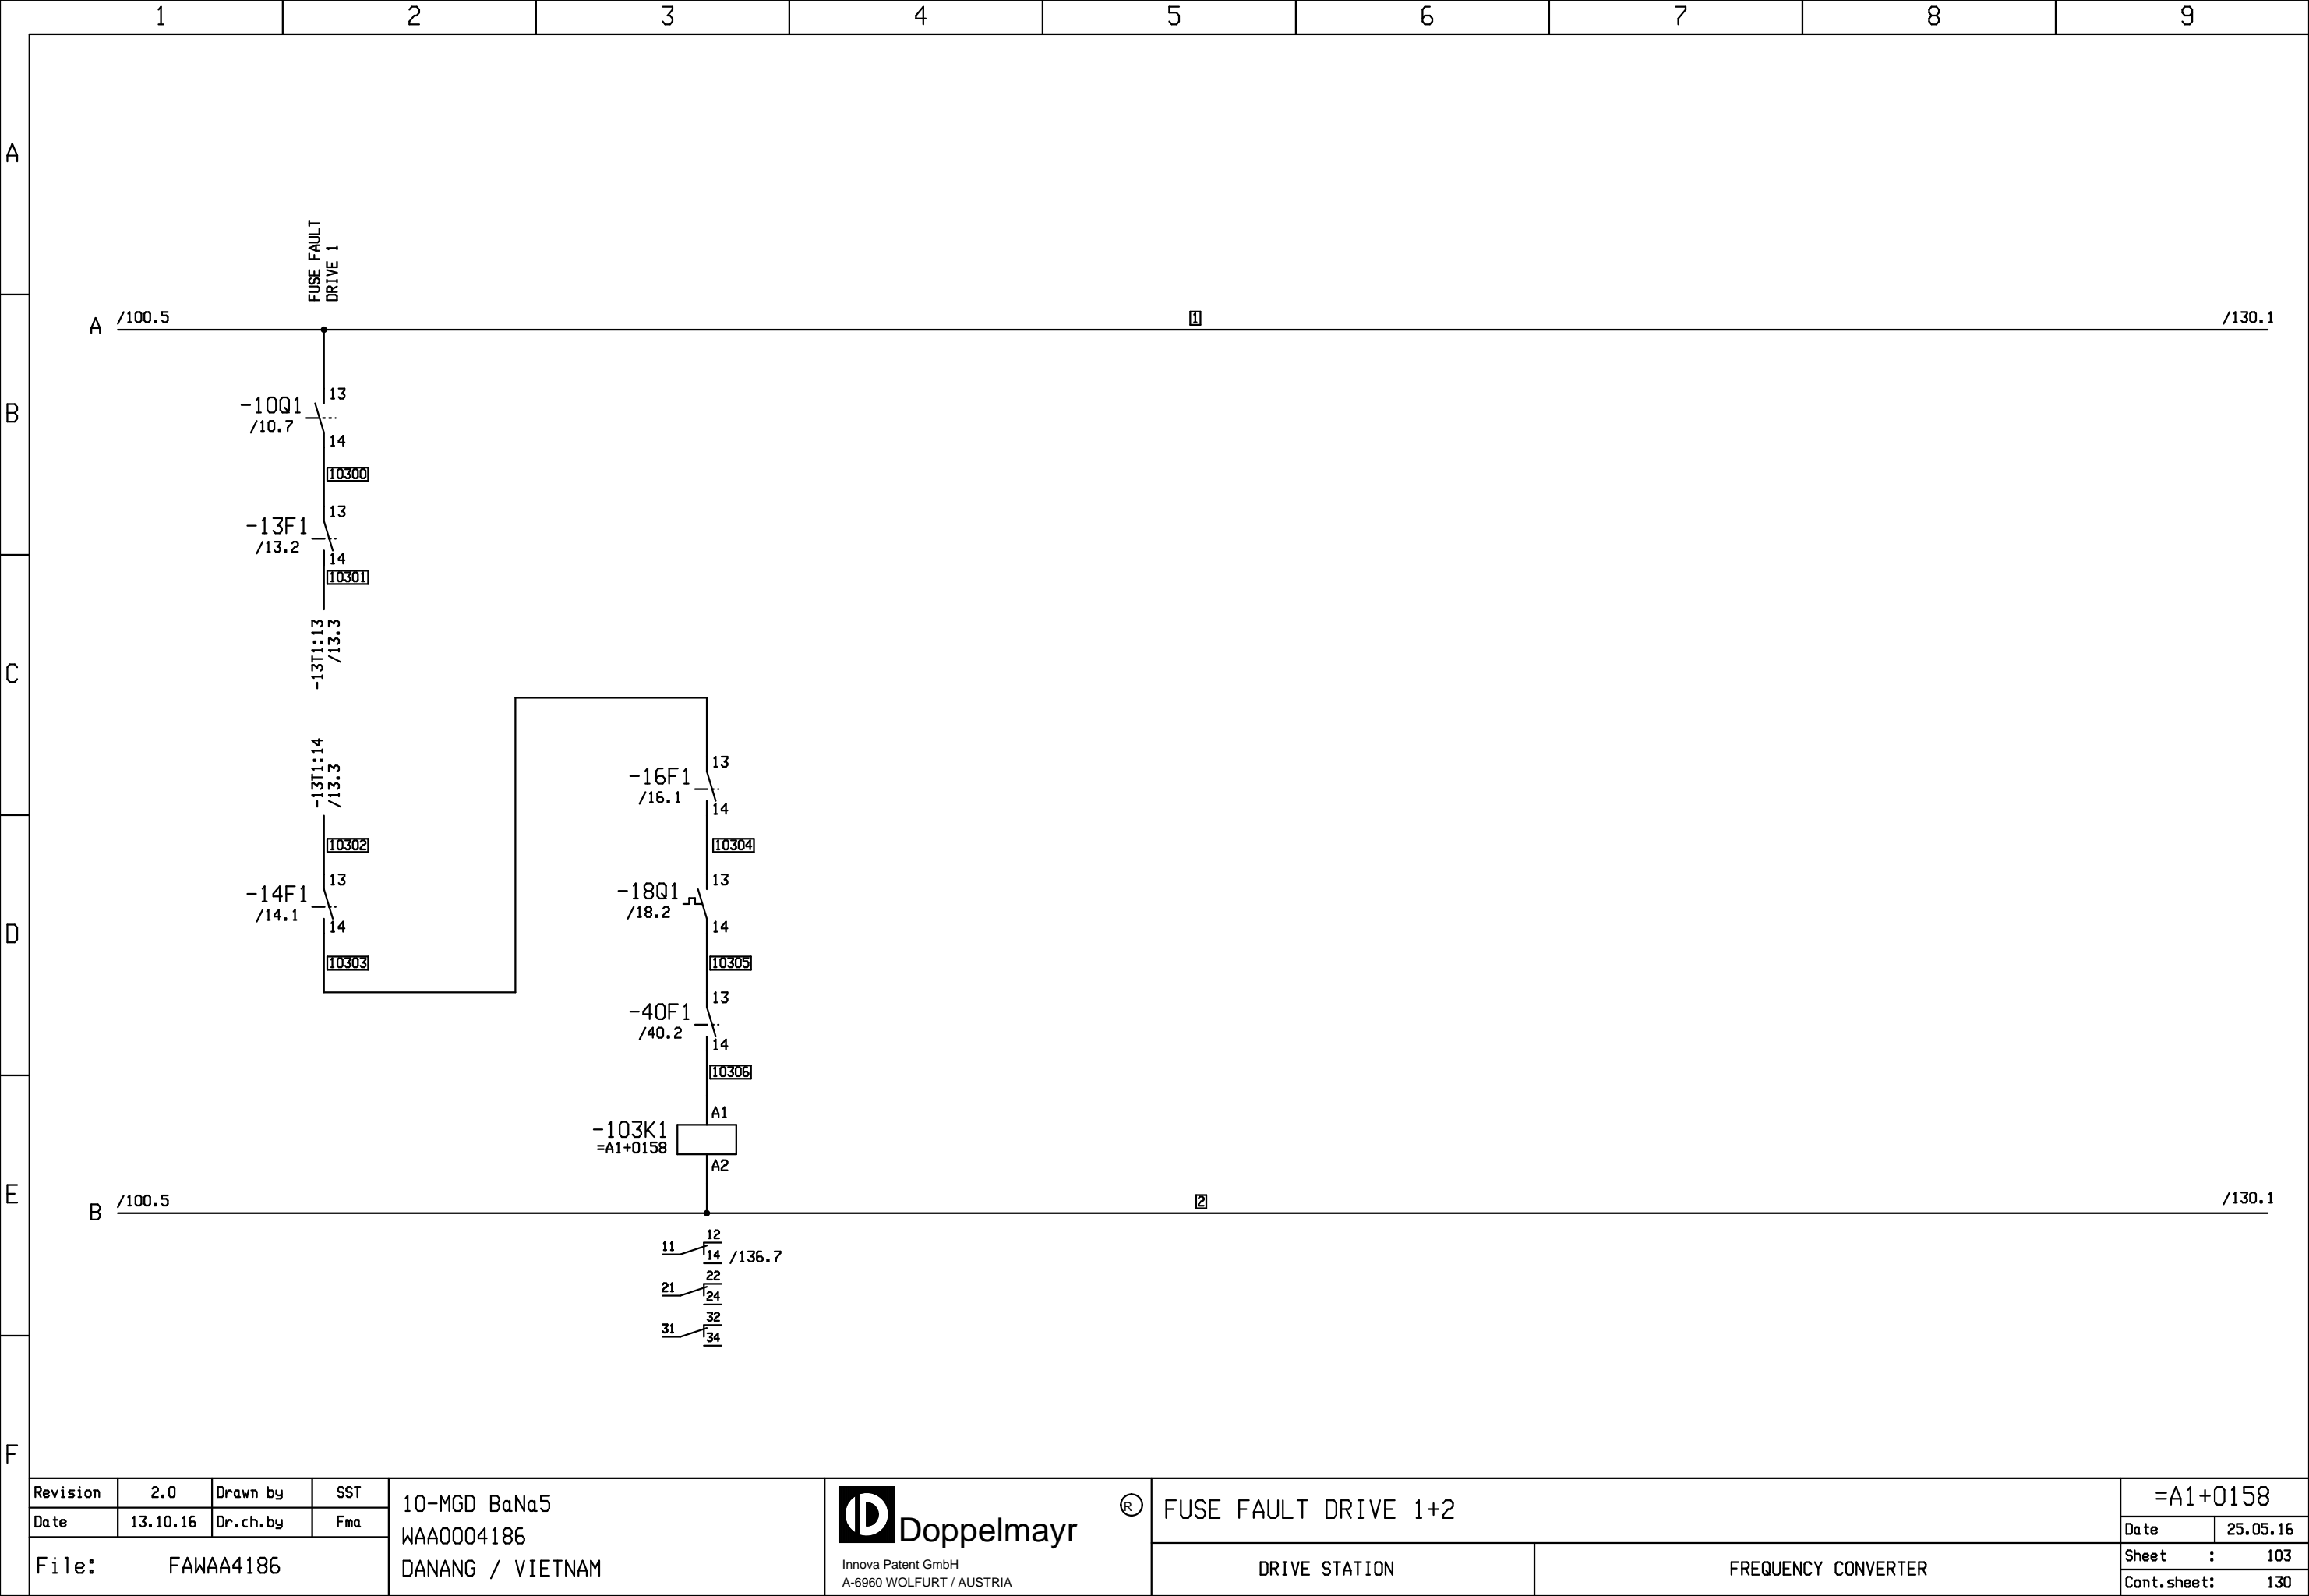 1 2 3 4 5 6 7 8 9
A
B
C
D
E
F
FUSE FAULT
DRIVE 1
A /100.5 1 /130.1
-10Q1
/10.7
13
14
10300
-13F1
/13.2
13
14
10301
-13T1:13
/13.3
-13T1:14
/13.3
10302
-14F1
/14.1
13
14
10303
-16F1
/16.1
13
14
10304
-18Q1
/18.2
13
14
10305
-40F1
/40.2
13
14
10306
-103K1
=A1+0158
A1
A2
B /100.5 2 /130.1
11 12
14 /136.7
21 22
24
31 32
34
Revision 2.0 Drawn by SST
Date 13.10.16 Dr.ch.by Fma
File: FAWAA4186
10-MGD BaNa5
WAA0004186
DANANG / VIETNAM
Doppelmayr ®
Innova Patent GmbH
A-6960 WOLFURT / AUSTRIA
FUSE FAULT DRIVE 1+2
DRIVE STATION
FREQUENCY CONVERTER
=A1+0158
Date 25.05.16
Sheet : 103
Cont.sheet: 130